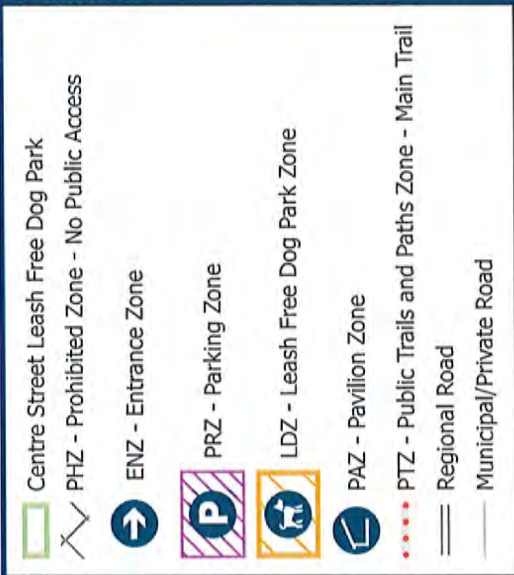 Centre Street Leash Free Dog Park
PHZ - Prohibited Zone - No Public Access
ENZ - Entrance Zone
P
PRZ - Parking Zone
LDZ - Leash Free Dog Park Zone
PAZ - Pavilion Zone
PTZ - Public Trails and Paths Zone - Main Trail
Regional Road
Municipal/Private Road